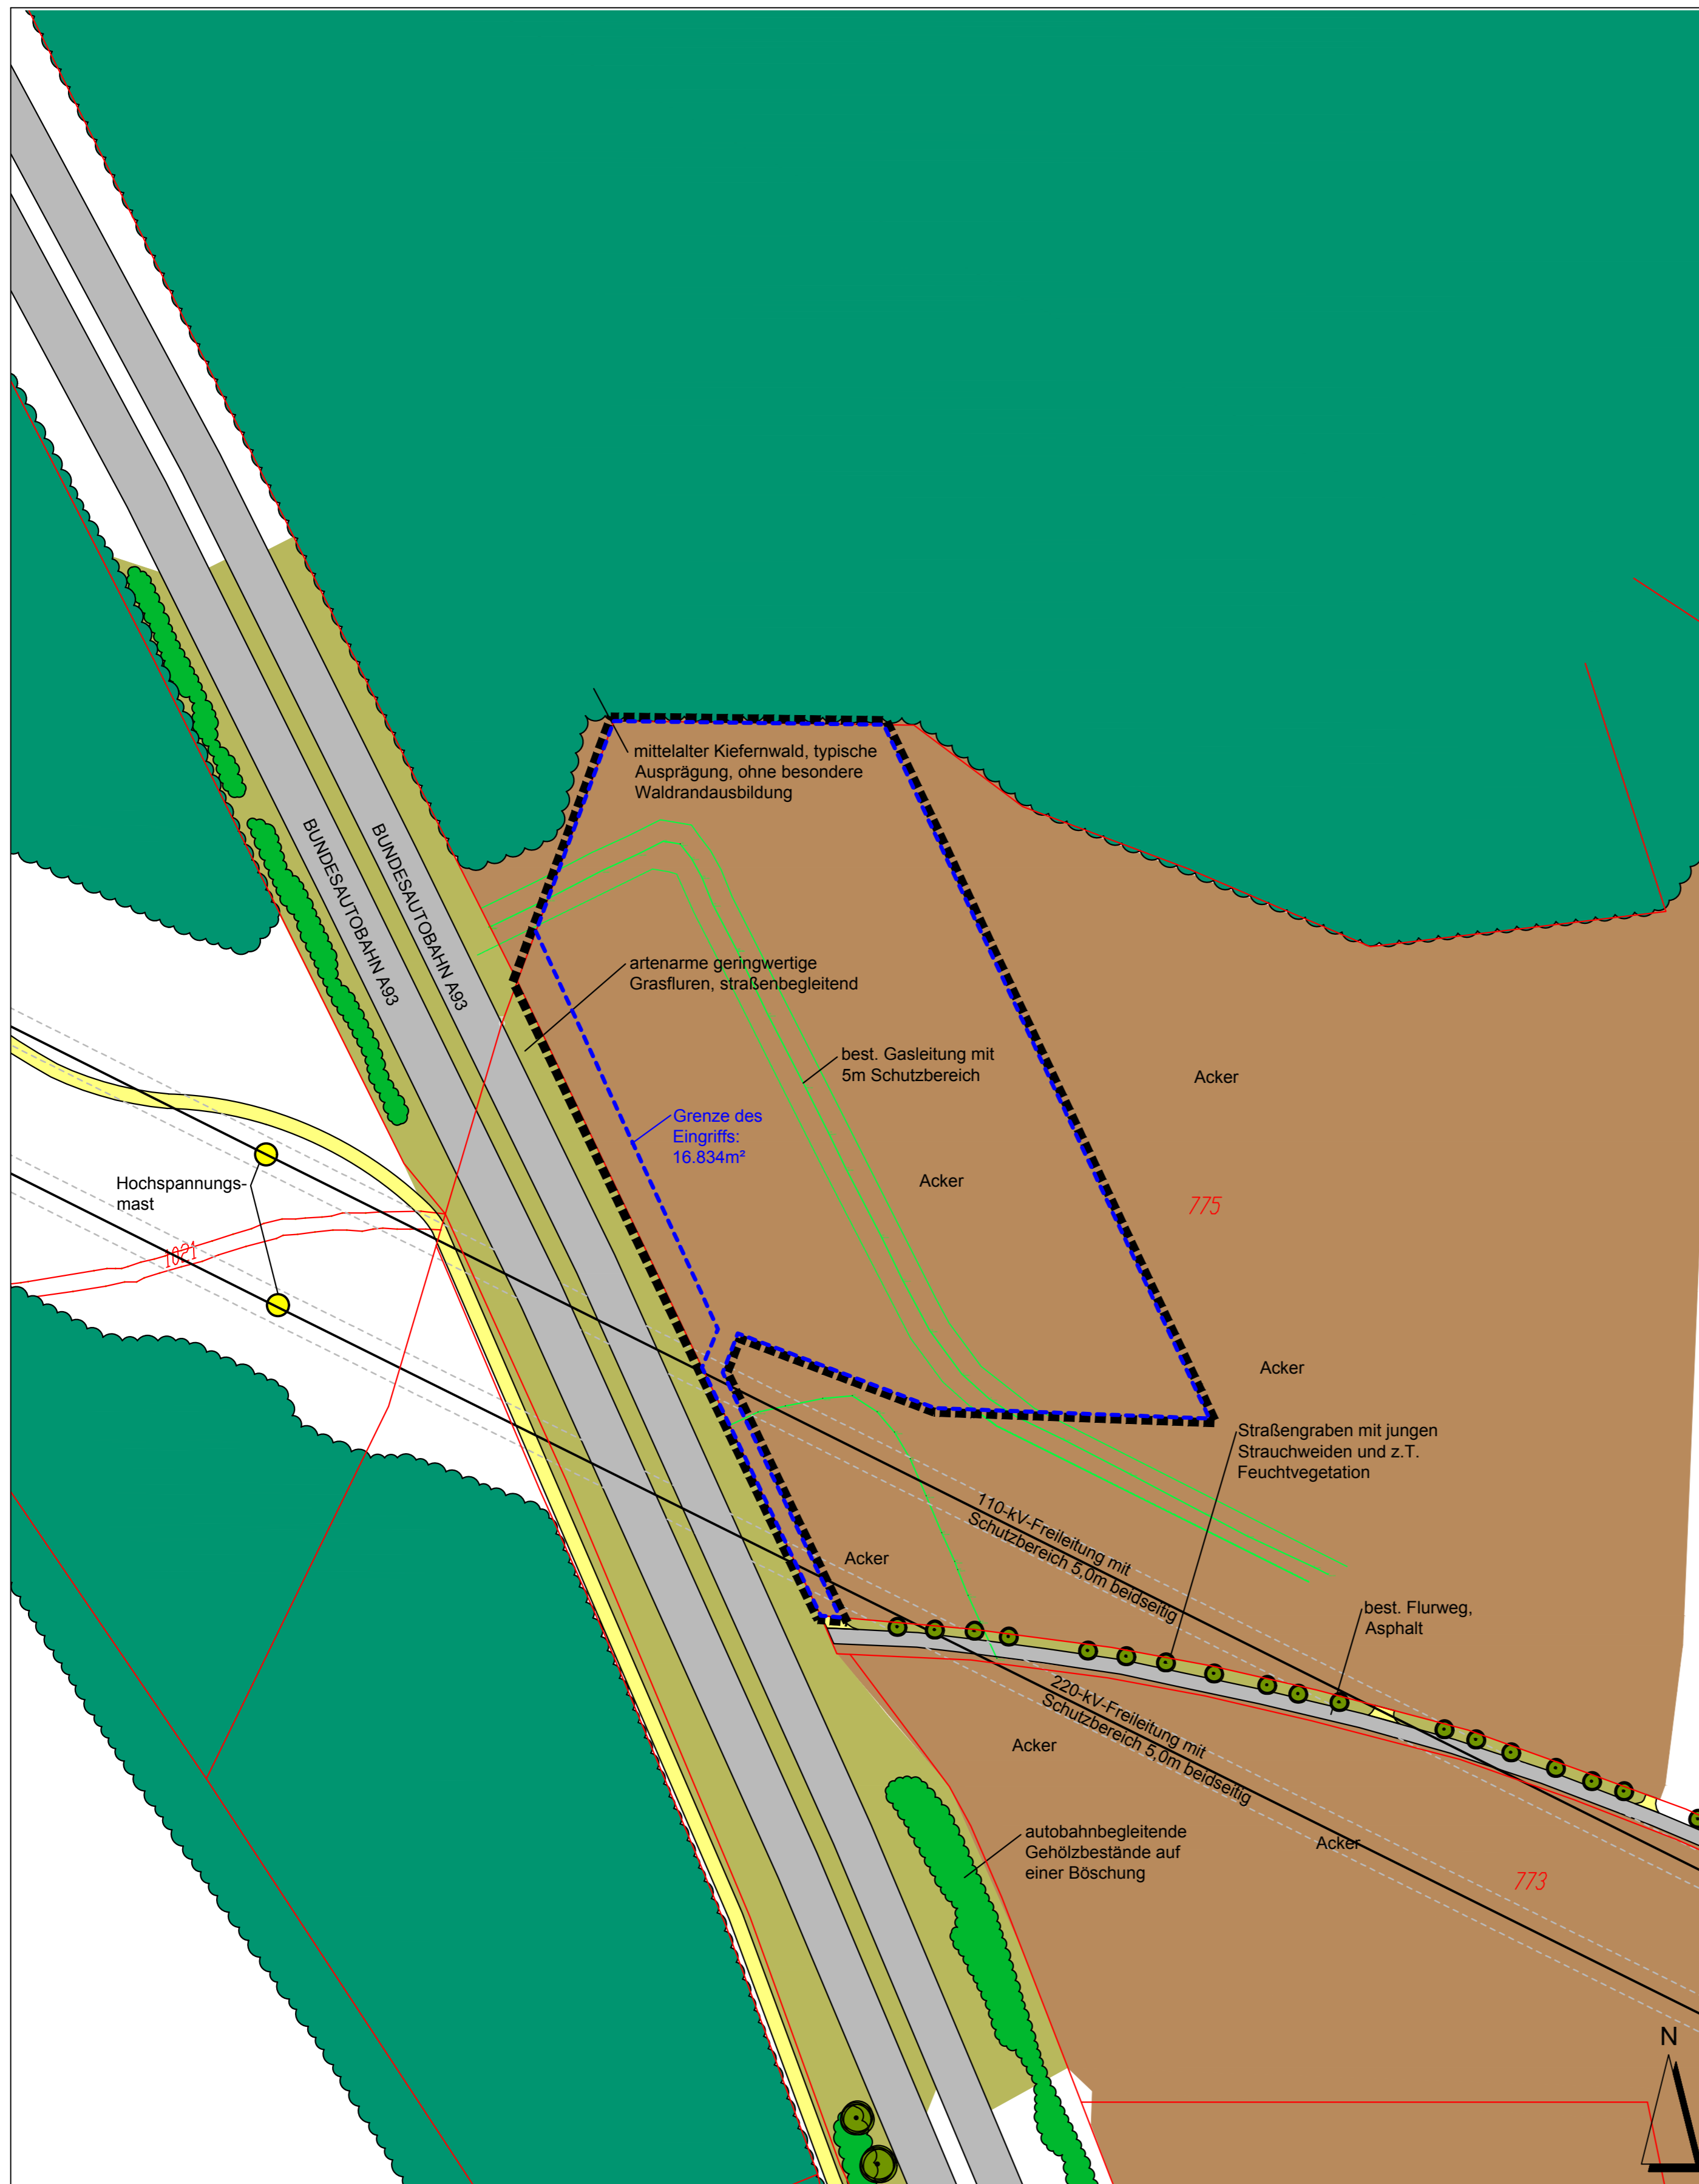 mittelalter Kiefernwald, typische
Ausprägung, ohne besondere
Waldrandausbildung
BUNDESAUTOBAHN A93
BUNDESAUTOBAHN A93
artenarme geringwertige
Grasfluren, straßenbegleitend
best. Gasleitung mit
5m Schutzbereich
Acker
Grenze des
Eingriffs:
16.834m²
Hochspannungs-
mast
Acker
775
1021
Acker
Straßengraben mit jungen
Strauchweiden und z.T.
Feuchtvegetation
110-kV-Freileitung mit
Schutzbereich 5,0m beidseitig
Acker
best. Flurweg,
Asphalt
220-kV-Freileitung mit
Schutzbereich 5,0m beidseitig
Acker
autobahnbegleitende
Gehölzbestände auf
einer Böschung
Acker
773
N